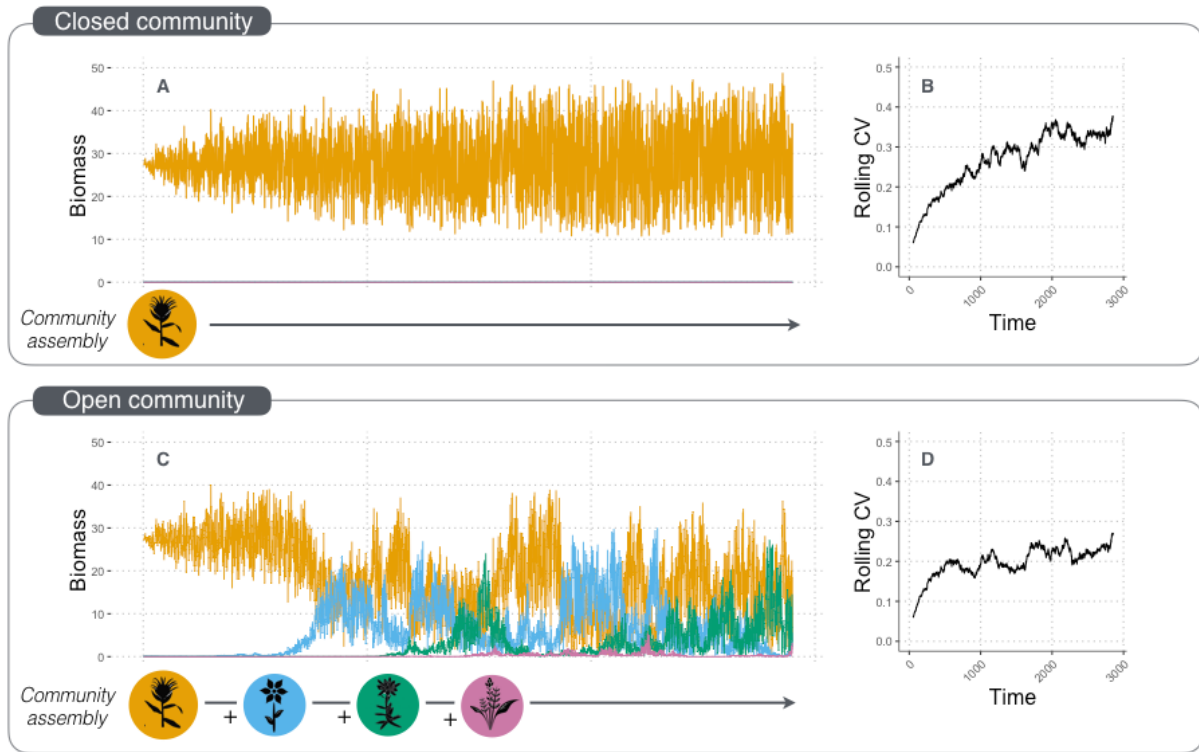 Closed community
A
Biomass
50
40
30
20
10
0
Community
assembly
B
Rolling CV
0.5
0.4
0.3
0.2
0.1
0.0
0
1000
2000
3000
Time
Open community
C
Biomass
50
40
30
20
10
0
Community
assembly
+
+
+
D
Rolling CV
0.5
0.4
0.3
0.2
0.1
0.0
0
1000
2000
3000
Time